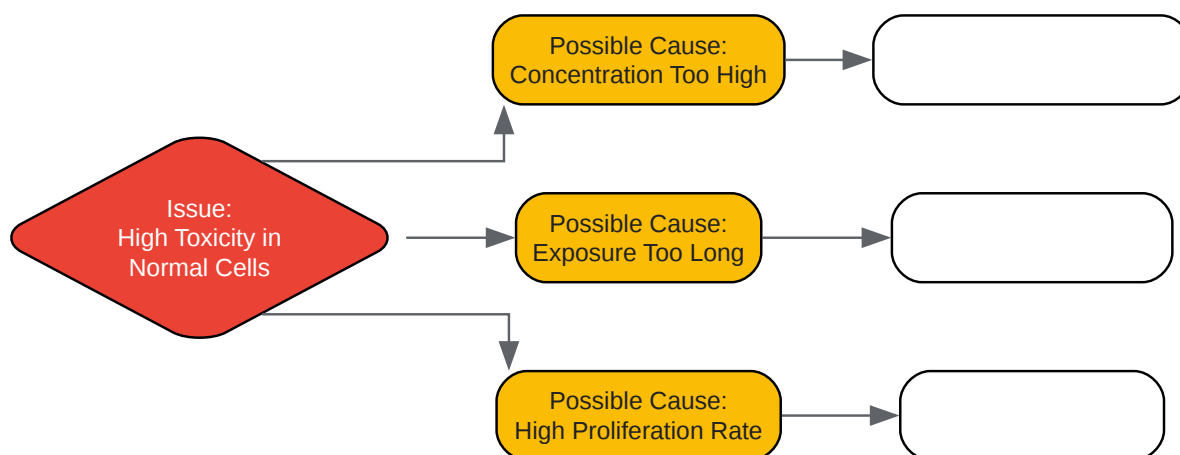 Possible Cause:
Concentration Too High
Issue:
High Toxicity in
Normal Cells
Possible Cause:
Exposure Too Long
Possible Cause:
High Proliferation Rate